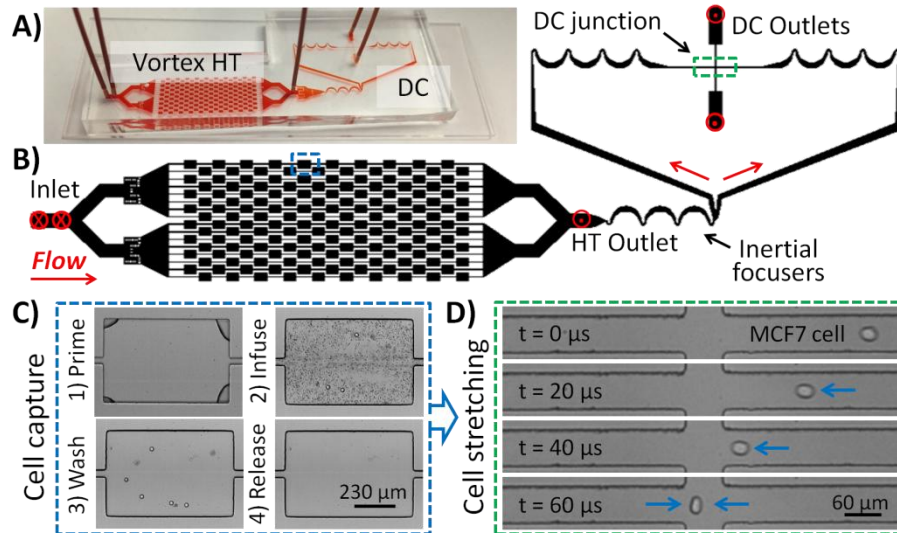 A)
Vortex HT
DC
DC junction
DC Outlets
B)
Inlet
Flow
HT Outlet
Inertial
focusers
C)
Cell capture
1) Prime
2) Infuse
3) Wash
4) Release
230 µm
D)
Cell stretching
t = 0 µs
MCF7 cell
t = 20 µs
t = 40 µs
t = 60 µs
60 µm